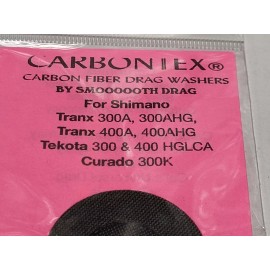 CARBONTEX®
CARBON FIBER DRAG WASHERS
BY SMOOOOOTH DRAG
For Shimano
Tranx 300A, 300AHG,
Tranx 400A, 400AHG
Tekota 300 & 400 HGLCA
Curado 300K